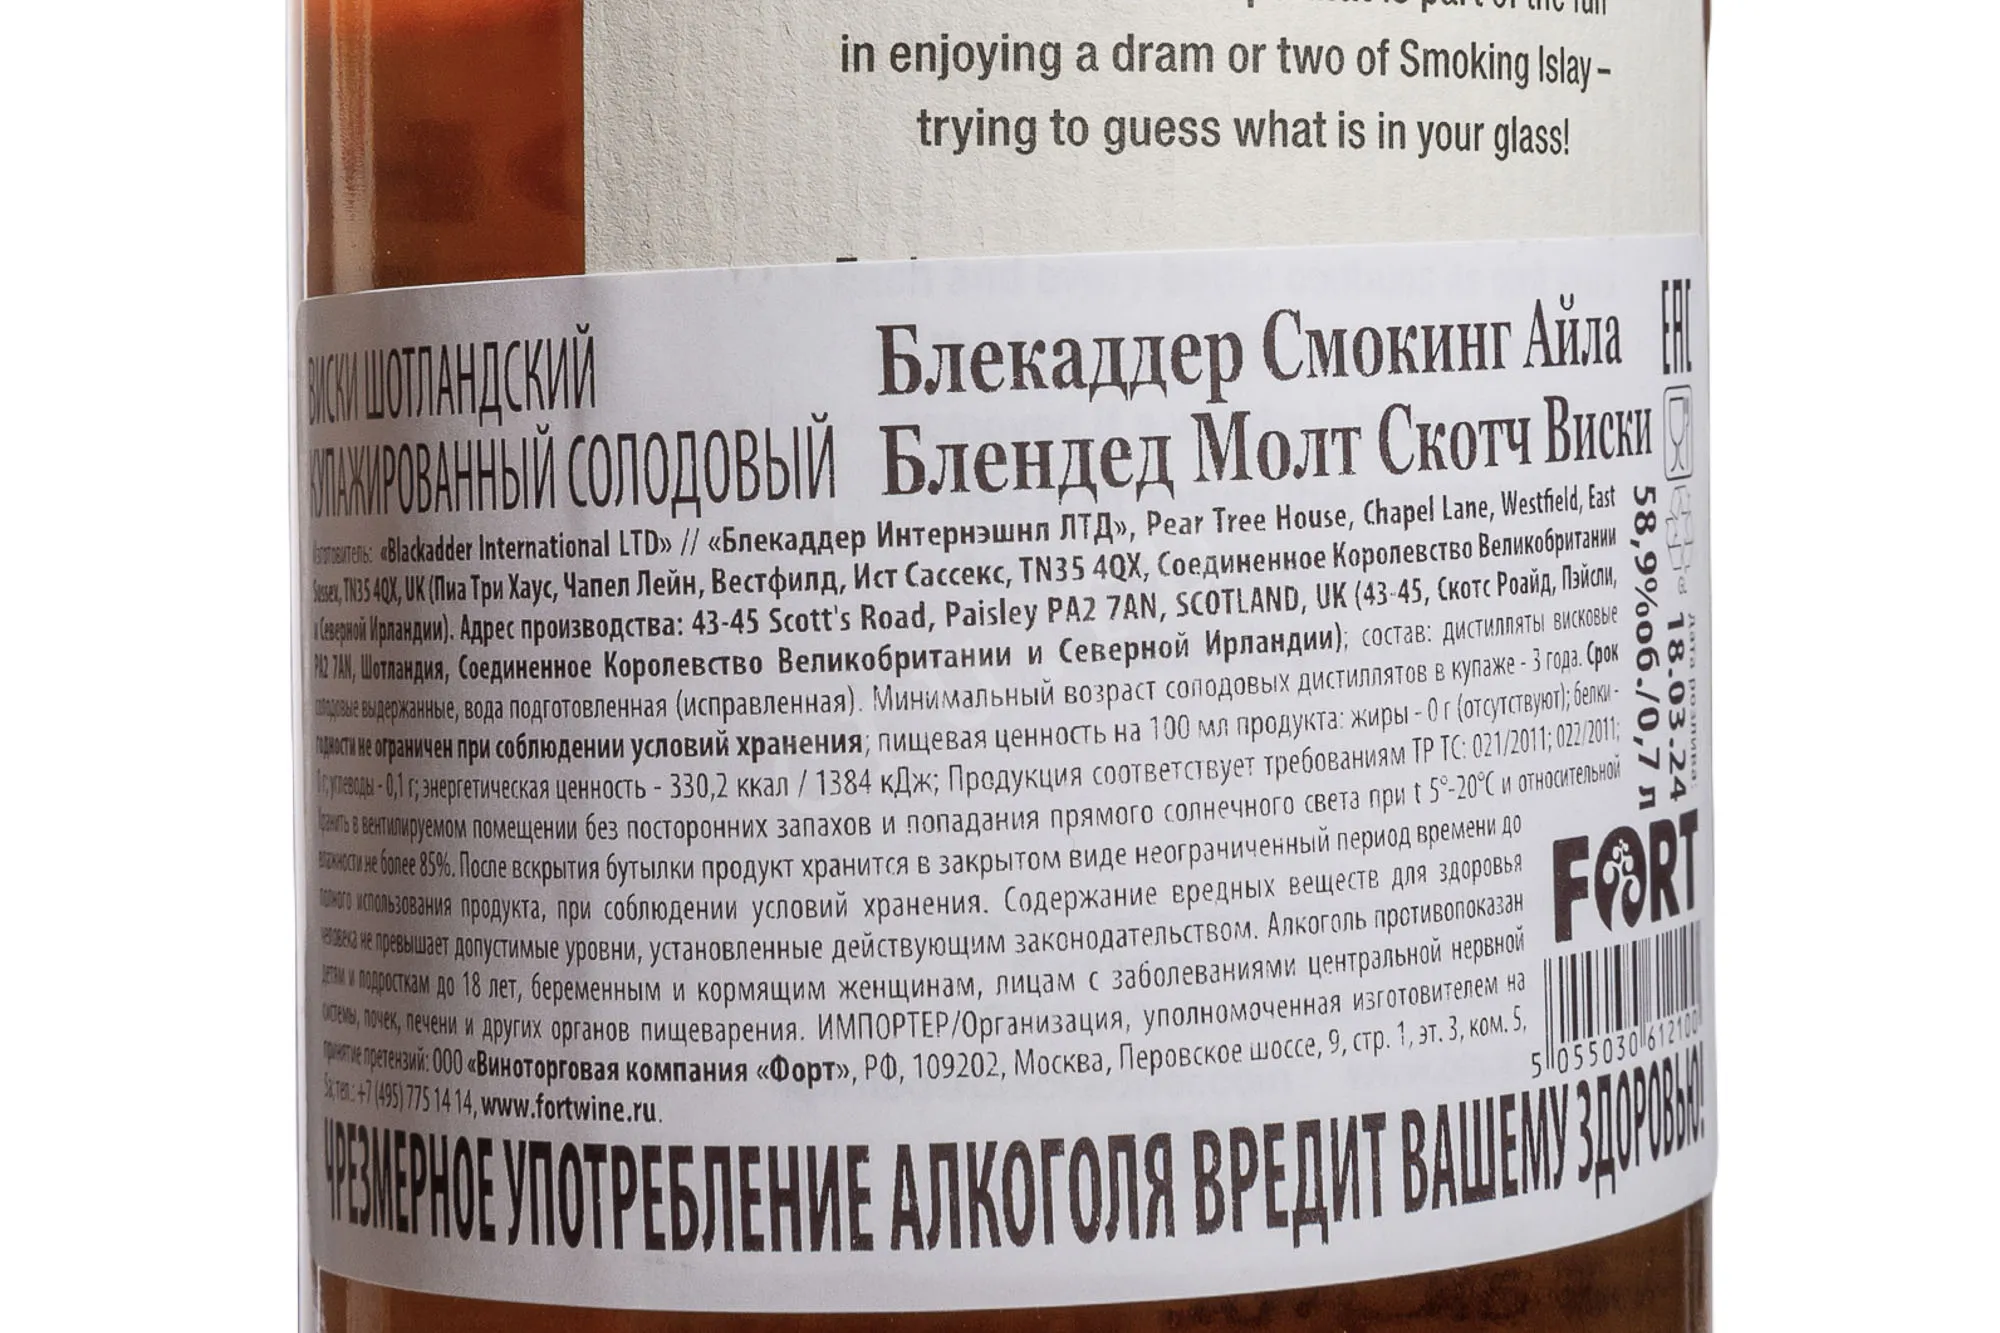 is part of the full
in enjoying a dram or two of Smoking Islay –
trying to guess what is in your glass!
ВИСКИ ШОТЛАНДСКИЙ
КУПАЖИРОВАННЫЙ СОЛОДОВЫЙ
Блекаддер Смокинг Айла
Блендед Молт Скотч Виски
Изготовитель: «Blackadder International LTD» // «Блекаддер Интернэшнл ЛТД», Pear Tree House, Chapel Lane, Westfield, East
Sussex, TN35 4QX, UK (Пиа Три Хаус, Чапел Лейн, Вестфилд, Ист Сассекс, TN35 4QX, Соединенное Королевство Великобритании
и Северной Ирландии). Адрес производства: 43-45 Scott's Road, Paisley PA2 7AN, SCOTLAND, UK (43-45, Скотс Роайд, Пэйсли,
PA2 7AN, Шотландия, Соединенное Королевство Великобритании и Северной Ирландии); состав: дистилляты висковые
солодовые выдержанные, вода подготовленная (исправленная). Минимальный возраст солодовых дистиллятов в купаже - 3 года. Срок
годности не ограничен при соблюдении условий хранения; пищевая ценность на 100 мл продукта: жиры - 0 г (отсутствуют); белки -
0 г; углеводы - 0,1 г; энергетическая ценность - 330,2 ккал / 1384 кДж; Продукция соответствует требованиям ТР ТС: 021/2011; 022/2011;
Хранить в вентилируемом помещении без посторонних запахов и попадания прямого солнечного света при t 5°-20°С и относительной
влажности не более 85%. После вскрытия бутылки продукт хранится в закрытом виде неограниченный период времени до
полного использования продукта, при соблюдении условий хранения. Содержание вредных веществ для здоровья
человека не превышает допустимые уровни, установленные действующим законодательством. Алкоголь противопоказан
детям и подросткам до 18 лет, беременным и кормящим женщинам, лицам с заболеваниями центральной нервной
системы, почек, печени и других органов пищеварения. ИМПОРТЕР/Организация, уполномоченная изготовителем на
принятие претензий: ООО «Виноторговая компания «Форт», РФ, 109202, Москва, Перовское шоссе, 9, стр. 1, эт. 3, ком. 5,
5а, тел.: +7 (495) 775 14 14, www.fortwine.ru.
ЧРЕЗМЕРНОЕ УПОТРЕБЛЕНИЕ АЛКОГОЛЯ ВРЕДИТ ВАШЕМУ ЗДОРОВЬЮ!
EAC
58,9%об./0,7 л
дата розлива:
18.03.24
FORT
5 055030 612100